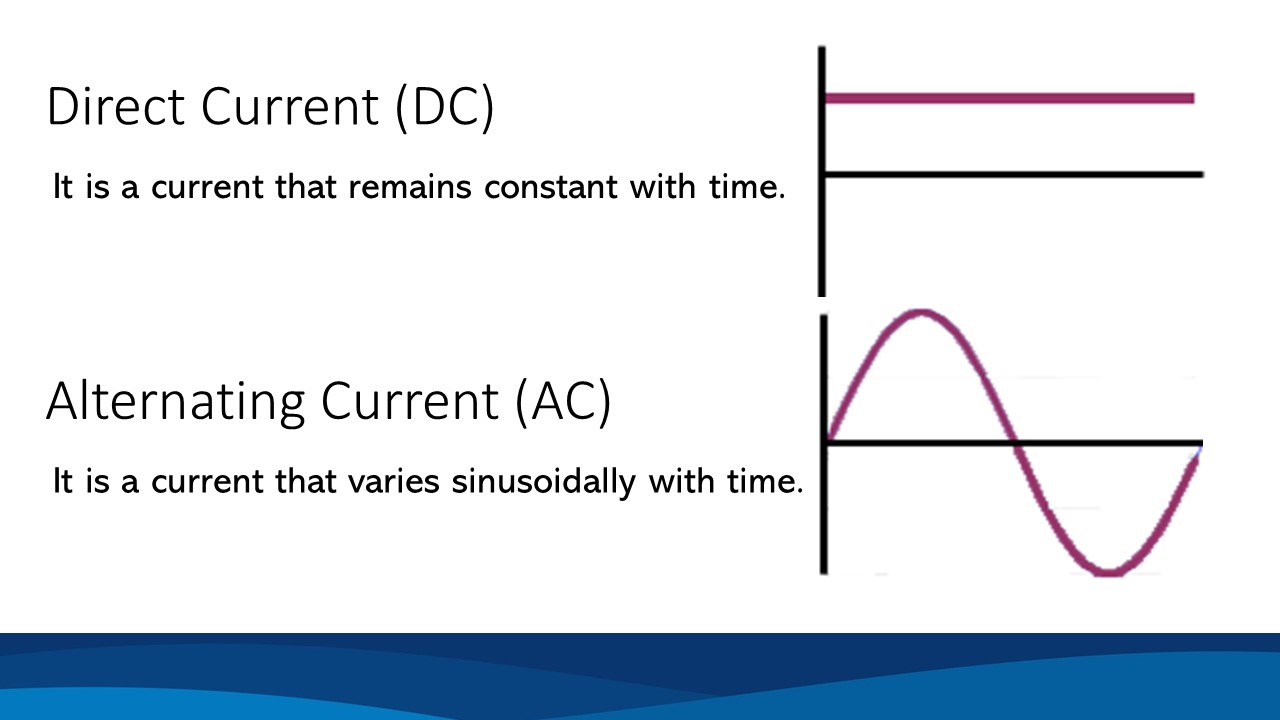 Direct Current (DC)
It is a current that remains constant with time.
Alternating Current (AC)
It is a current that varies sinusoidally with time.